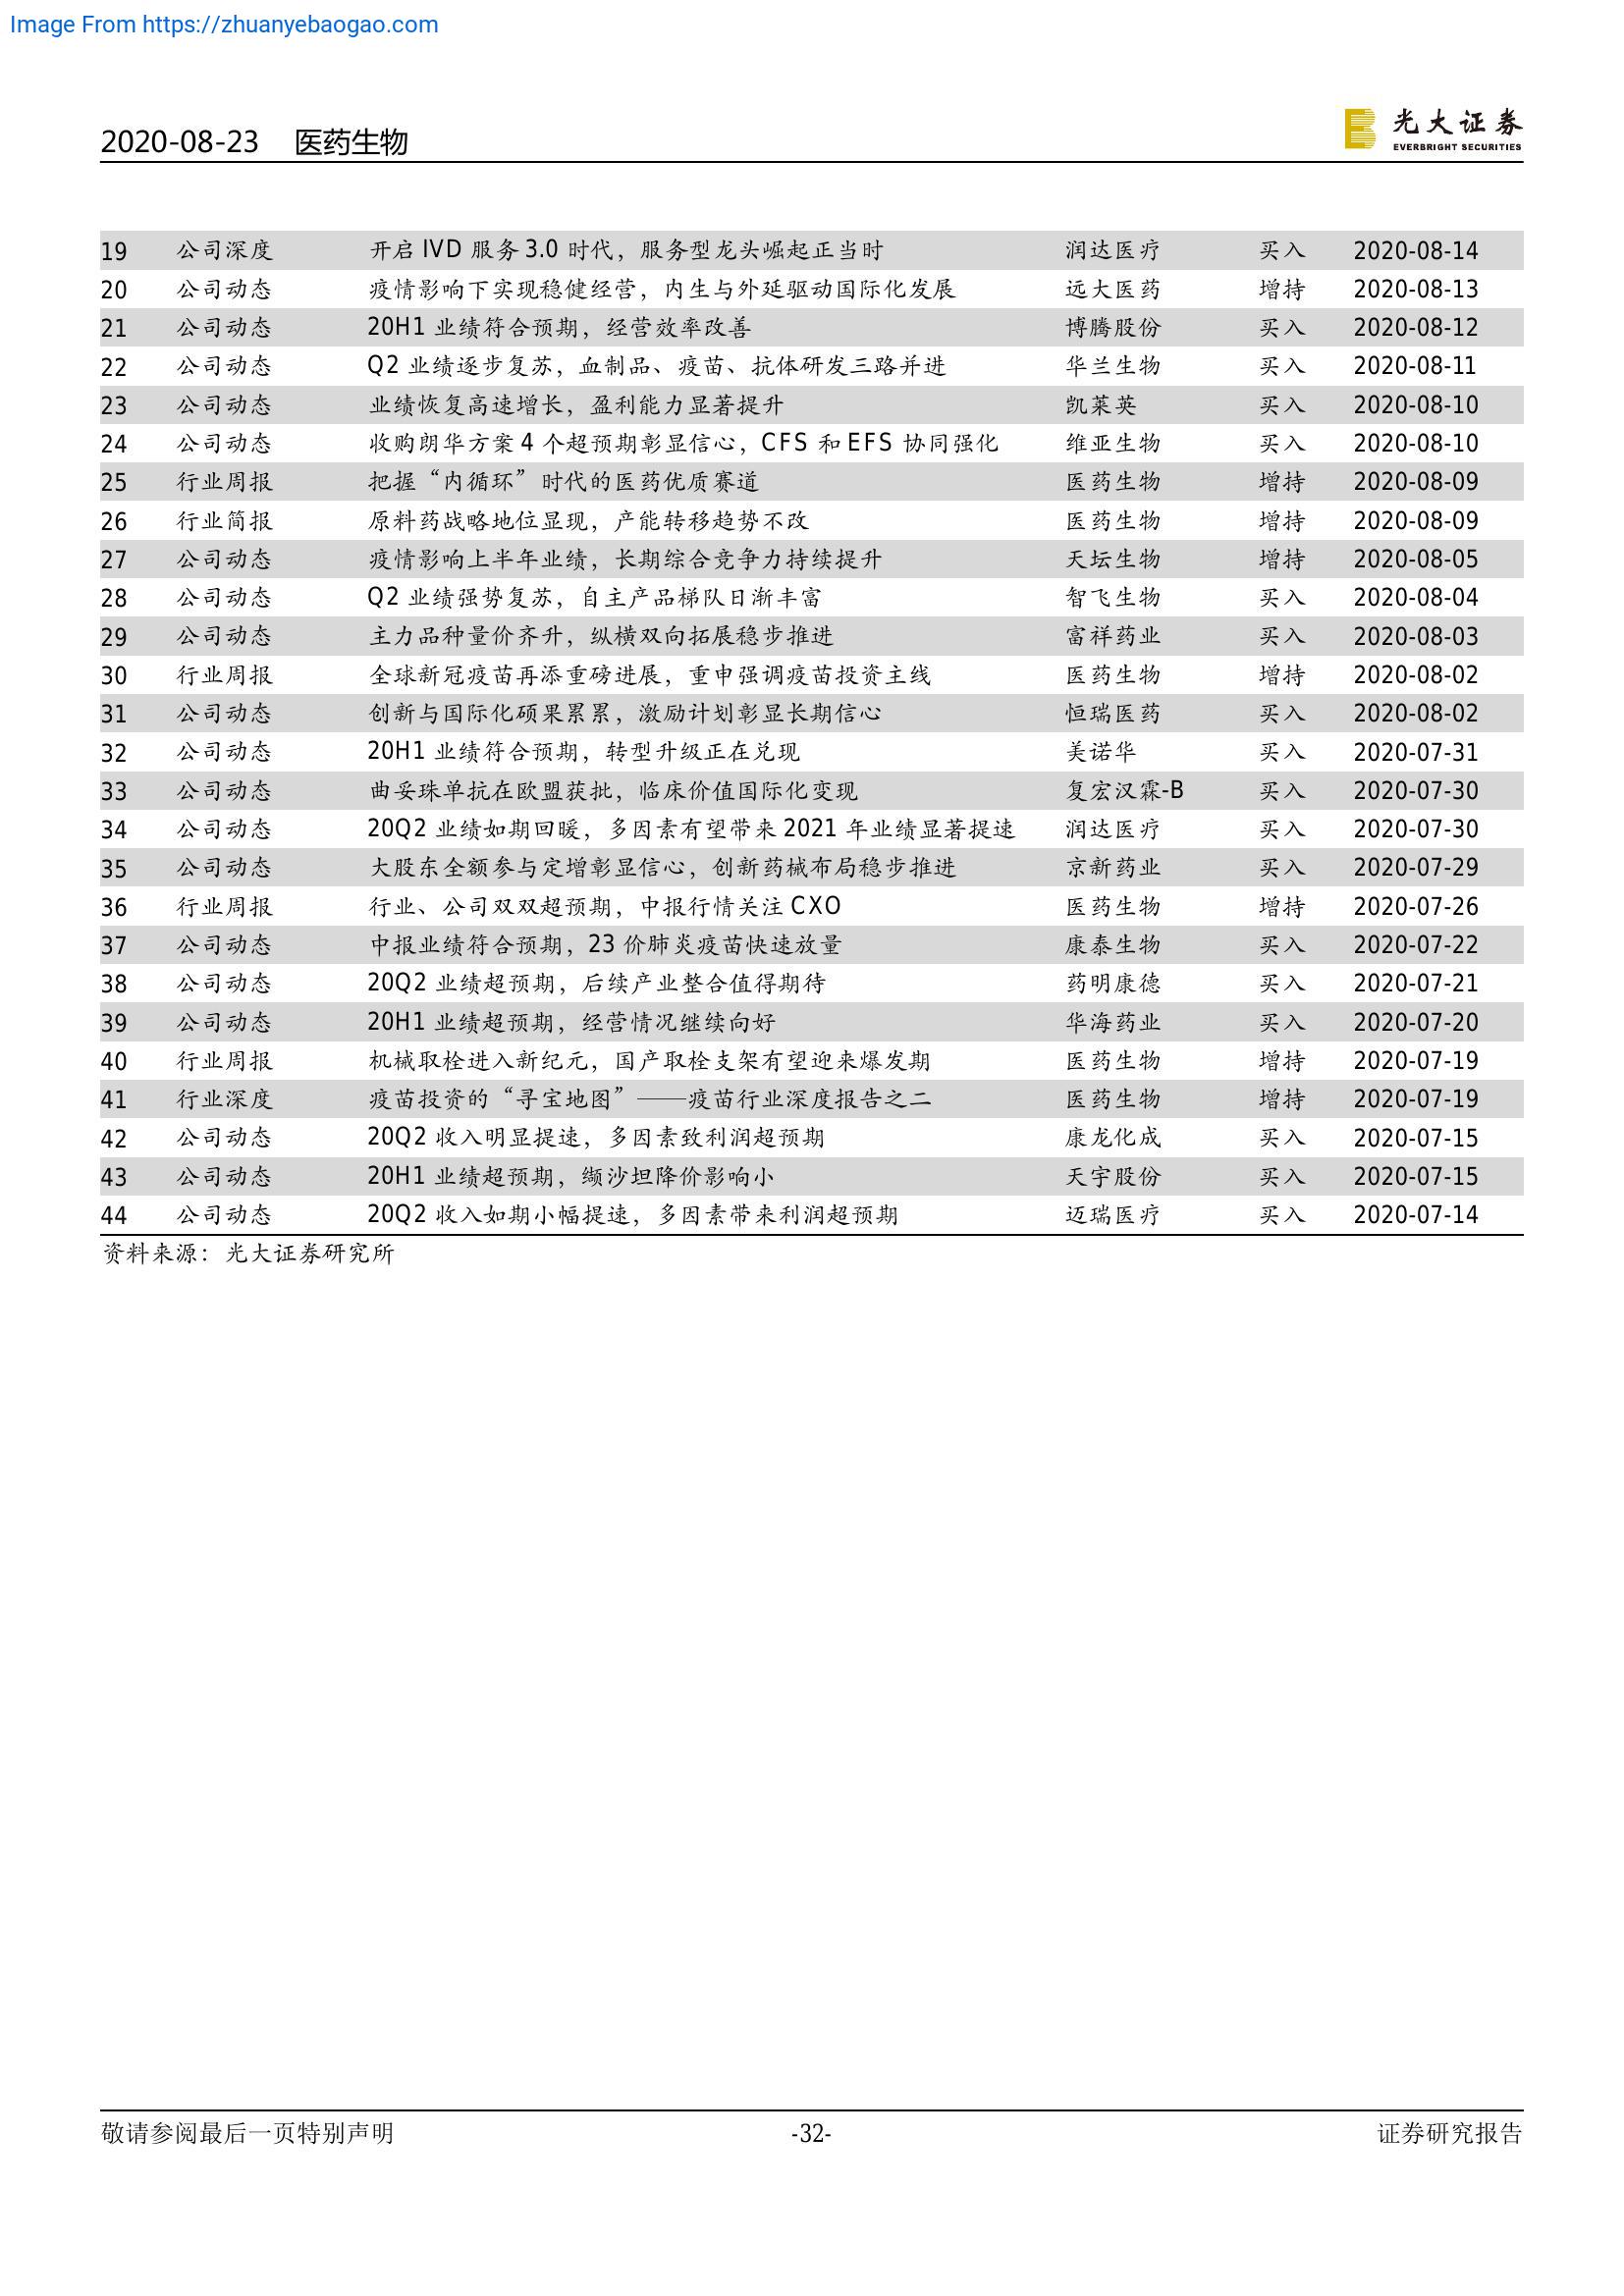 Image From https://zhuanyebaogao.com
2020-08-23 医药生物
光大证券
EVERBRIGHT SECURITIES
19 公司深度 开启 IVD 服务 3.0 时代，服务型龙头崛起正当时 润达医疗 买入 2020-08-14
20 公司动态 疫情影响下实现稳健经营，内生与外延驱动国际化发展 远大医药 增持 2020-08-13
21 公司动态 20H1 业绩符合预期，经营效率改善 博腾股份 买入 2020-08-12
22 公司动态 Q2 业绩逐步复苏，血制品、疫苗、抗体研发三路并进 华兰生物 买入 2020-08-11
23 公司动态 业绩恢复高速增长，盈利能力显著提升 凯莱英 买入 2020-08-10
24 公司动态 收购朗华方案 4 个超预期彰显信心，CFS 和 EFS 协同强化 维亚生物 买入 2020-08-10
25 行业周报 把握“内循环”时代的医药优质赛道 医药生物 增持 2020-08-09
26 行业简报 原料药战略地位显现，产能转移趋势不改 医药生物 增持 2020-08-09
27 公司动态 疫情影响上半年业绩，长期综合竞争力持续提升 天坛生物 增持 2020-08-05
28 公司动态 Q2 业绩强势复苏，自主产品梯队日渐丰富 智飞生物 买入 2020-08-04
29 公司动态 主力品种量价齐升，纵横双向拓展稳步推进 富祥药业 买入 2020-08-03
30 行业周报 全球新冠疫苗再添重磅进展，重申强调疫苗投资主线 医药生物 增持 2020-08-02
31 公司动态 创新与国际化硕果累累，激励计划彰显长期信心 恒瑞医药 买入 2020-08-02
32 公司动态 20H1 业绩符合预期，转型升级正在兑现 美诺华 买入 2020-07-31
33 公司动态 曲妥珠单抗在欧盟获批，临床价值国际化变现 复宏汉霖-B 买入 2020-07-30
34 公司动态 20Q2 业绩如期回暖，多因素有望带来 2021 年业绩显著提速 润达医疗 买入 2020-07-30
35 公司动态 大股东全额参与定增彰显信心，创新药械布局稳步推进 京新药业 买入 2020-07-29
36 行业周报 行业、公司双双超预期，中报行情关注 CXO 医药生物 增持 2020-07-26
37 公司动态 中报业绩符合预期，23 价肺炎疫苗快速放量 康泰生物 买入 2020-07-22
38 公司动态 20Q2 业绩超预期，后续产业整合值得期待 药明康德 买入 2020-07-21
39 公司动态 20H1 业绩超预期，经营情况继续向好 华海药业 买入 2020-07-20
40 行业周报 机械取栓进入新纪元，国产取栓支架有望迎来爆发期 医药生物 增持 2020-07-19
41 行业深度 疫苗投资的“寻宝地图”——疫苗行业深度报告之二 医药生物 增持 2020-07-19
42 公司动态 20Q2 收入明显提速，多因素致利润超预期 康龙化成 买入 2020-07-15
43 公司动态 20H1 业绩超预期，缬沙坦降价影响小 天宇股份 买入 2020-07-15
44 公司动态 20Q2 收入如期小幅提速，多因素带来利润超预期 迈瑞医疗 买入 2020-07-14
资料来源：光大证券研究所
敬请参阅最后一页特别声明 -32- 证券研究报告